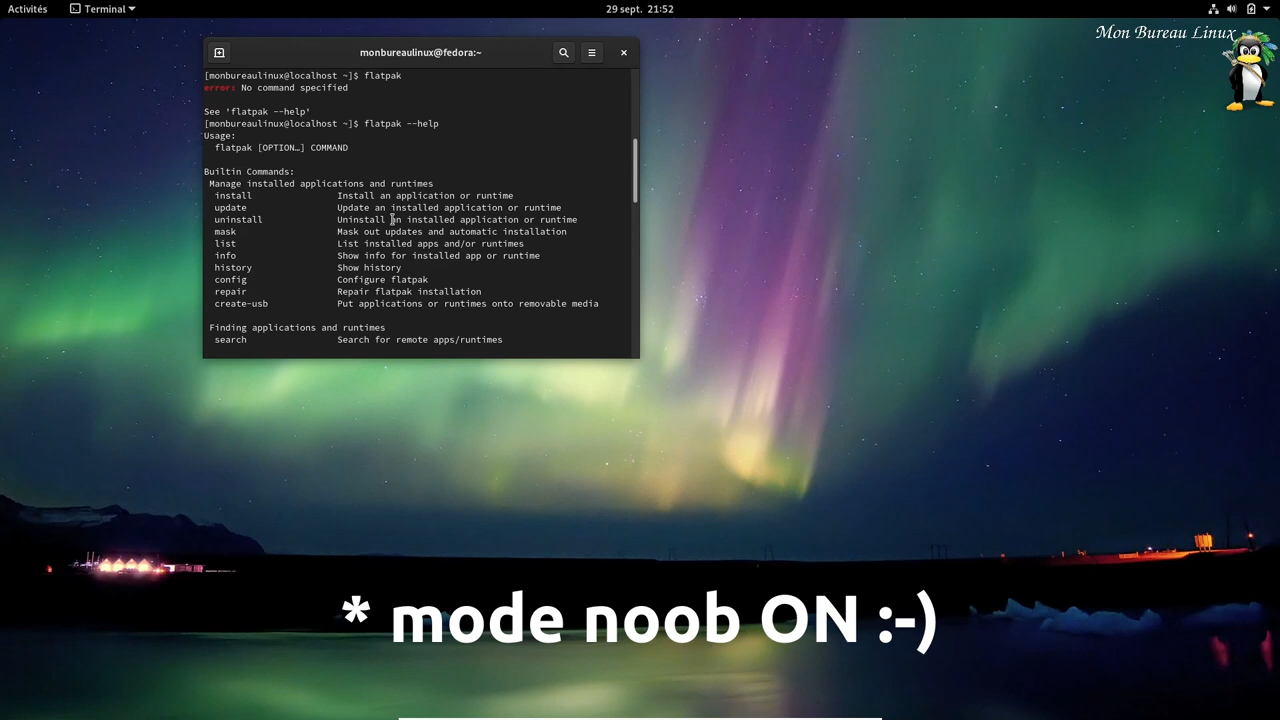 Activités Terminal 29 sept. 21:52
Mon Bureau Linux
monbureaulinux@fedora:~
[monbureaulinux@localhost ~]$ flatpak
error: No command specified
See 'flatpak --help'
[monbureaulinux@localhost ~]$ flatpak --help
Usage:
flatpak [OPTION…] COMMAND
Builtin Commands:
Manage installed applications and runtimes
install Install an application or runtime
update Update an installed application or runtime
uninstall Uninstall an installed application or runtime
mask Mask out updates and automatic installation
list List installed apps and/or runtimes
info Show info for installed app or runtime
history Show history
config Configure flatpak
repair Repair flatpak installation
create-usb Put applications or runtimes onto removable media
Finding applications and runtimes
search Search for remote apps/runtimes
* mode noob ON :-)